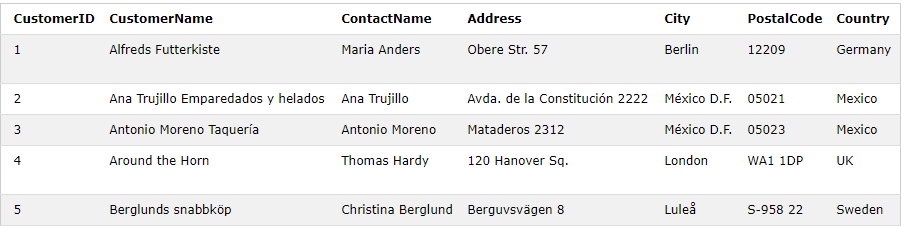 CustomerID CustomerName ContactName Address City PostalCode Country
1 Alfreds Futterkiste Maria Anders Obere Str. 57 Berlin 12209 Germany
2 Ana Trujillo Emparedados y helados Ana Trujillo Avda. de la Constitución 2222 México D.F. 05021 Mexico
3 Antonio Moreno Taquería Antonio Moreno Mataderos 2312 México D.F. 05023 Mexico
4 Around the Horn Thomas Hardy 120 Hanover Sq. London WA1 1DP UK
5 Berglunds snabbköp Christina Berglund Berguvsvägen 8 Luleå S-958 22 Sweden